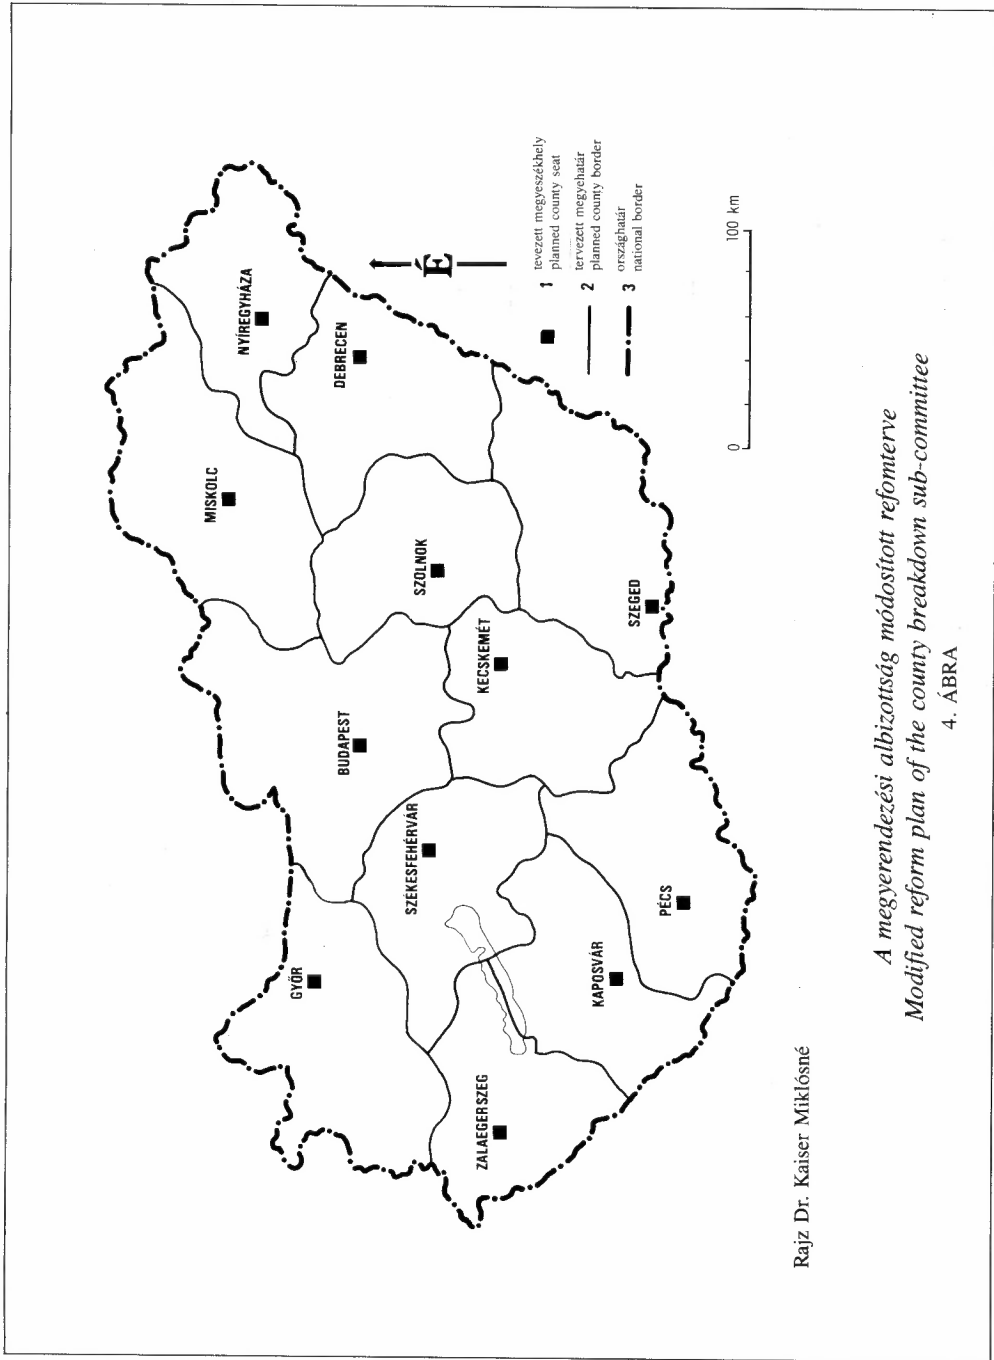 NYÍREGYHÁZA
MISKOLC
DEBRECEN
SZOLNOK
BUDAPEST
KECSKEMÉT
SZEGED
GYŐR
SZÉKESFEHÉRVÁR
ZALAEGERSZEG
KAPOSVÁR
PÉCS
É
1 tevezett megyeszékhely
planned county seat
2 tervezett megyehatár
planned county border
3 országhatár
national border
0 100 km
Rajz Dr. Kaiser Miklósné
A megyerendezési albizottság módosított refomterve
Modified reform plan of the county breakdown sub-committee
4. ÁBRA